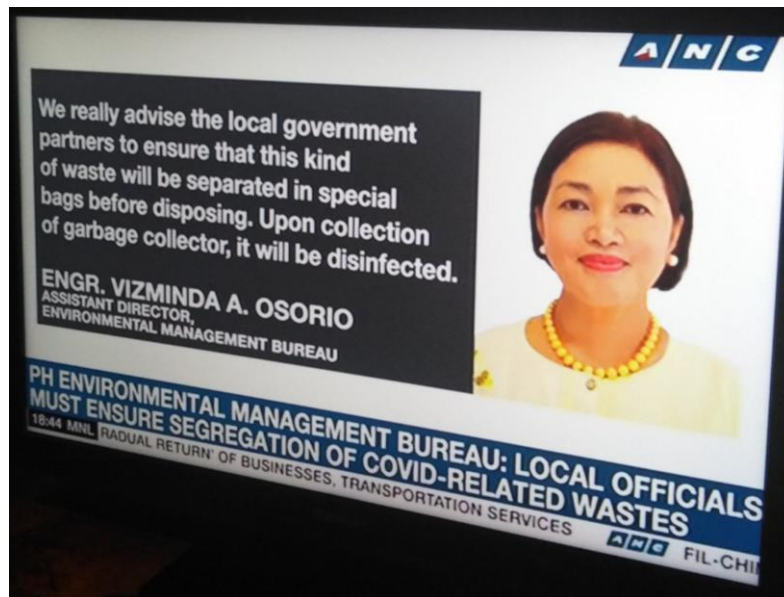 ANC
We really advise the local government
partners to ensure that this kind
of waste will be separated in special
bags before disposing. Upon collection
of garbage collector, it will be disinfected.
ENGR. VIZMINDA A. OSORIO
ASSISTANT DIRECTOR,
ENVIRONMENTAL MANAGEMENT BUREAU
PH ENVIRONMENTAL MANAGEMENT BUREAU: LOCAL OFFICIALS
MUST ENSURE SEGREGATION OF COVID-RELATED WASTES
18:44 MNL RADUAL RETURN' OF BUSINESSES, TRANSPORTATION SERVICES ANC FIL-CHI